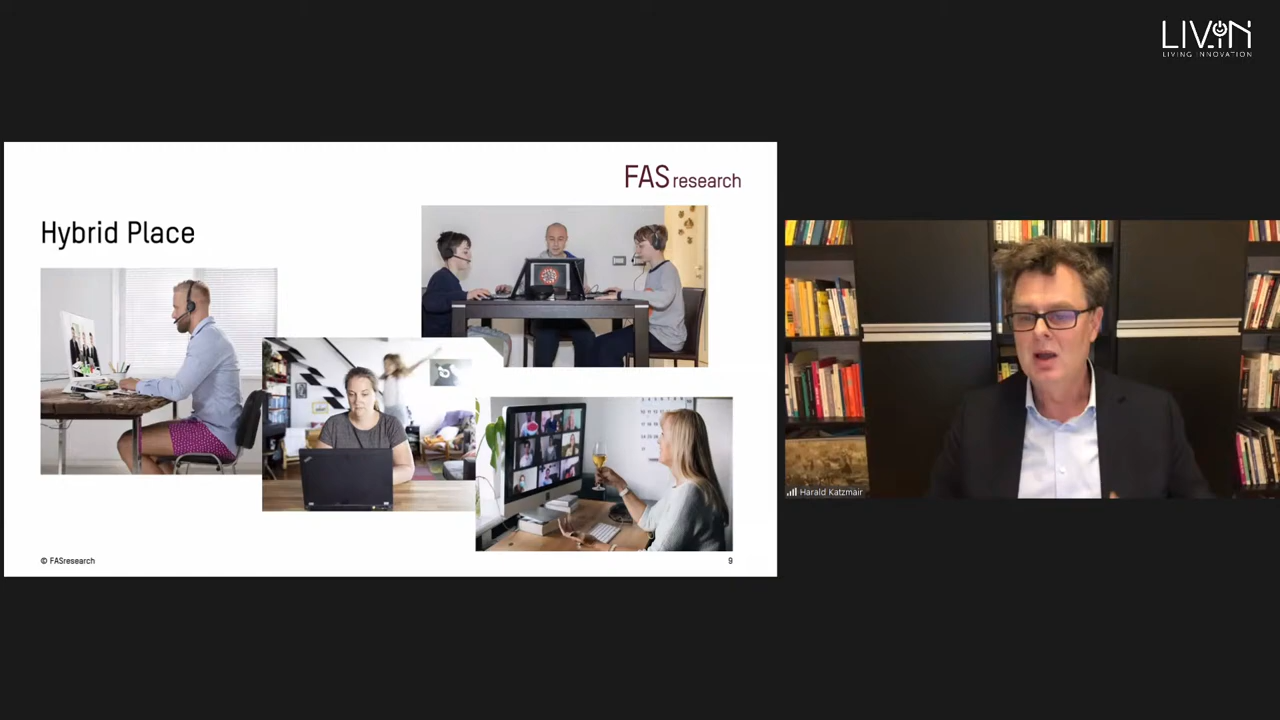 LIVIN
LIVING INNOVATION
FAS research
Hybrid Place
© FASresearch
9
Harald Katzmair